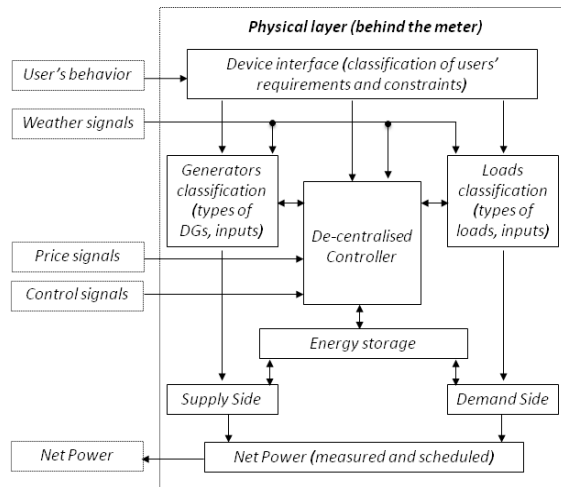 Physical layer (behind the meter)
User's behavior
Device interface (classification of users'
requirements and constraints)
Weather signals
Generators
classification
(types of
DGs, inputs)
De-centralised
Controller
Loads
classification
(types of
loads, inputs)
Price signals
Control signals
Energy storage
Supply Side
Demand Side
Net Power
Net Power (measured and scheduled)